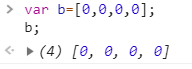 > var b=[0,0,0,0];
b;
<· ▶(4) [0, 0, 0, 0]